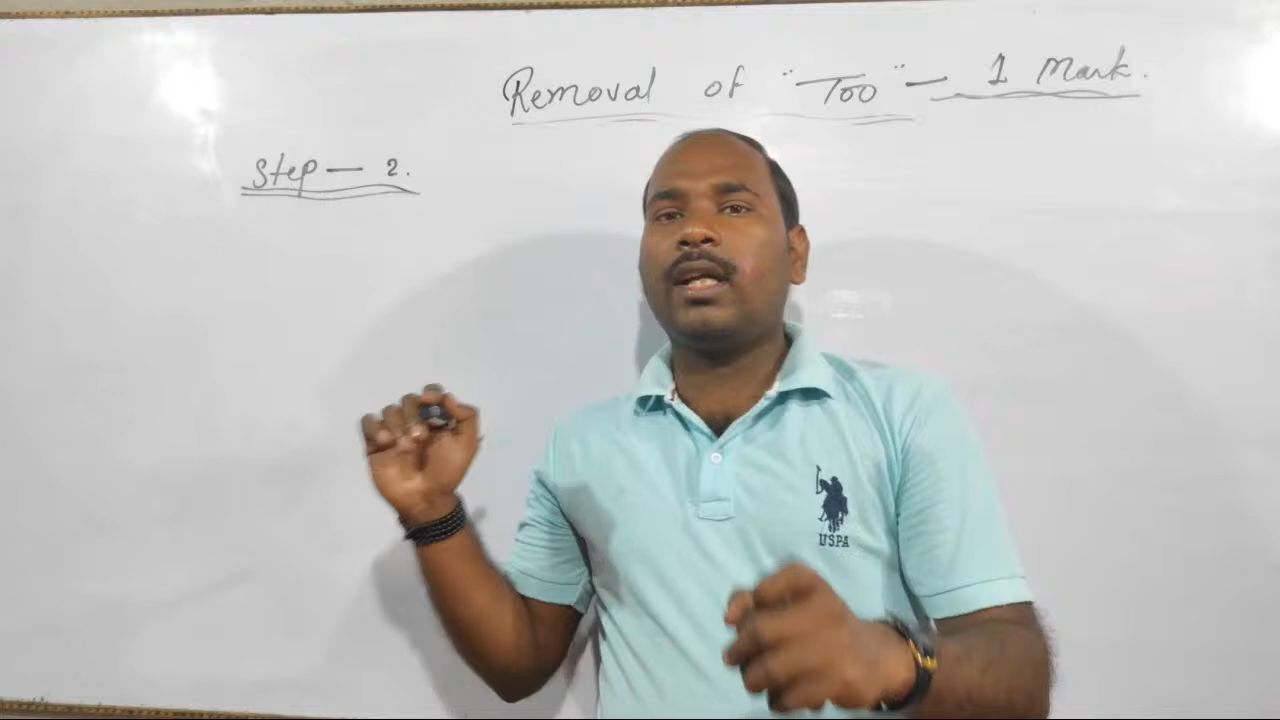 Removal of "Too" - 1 Mark.
Step - 2.
USPA